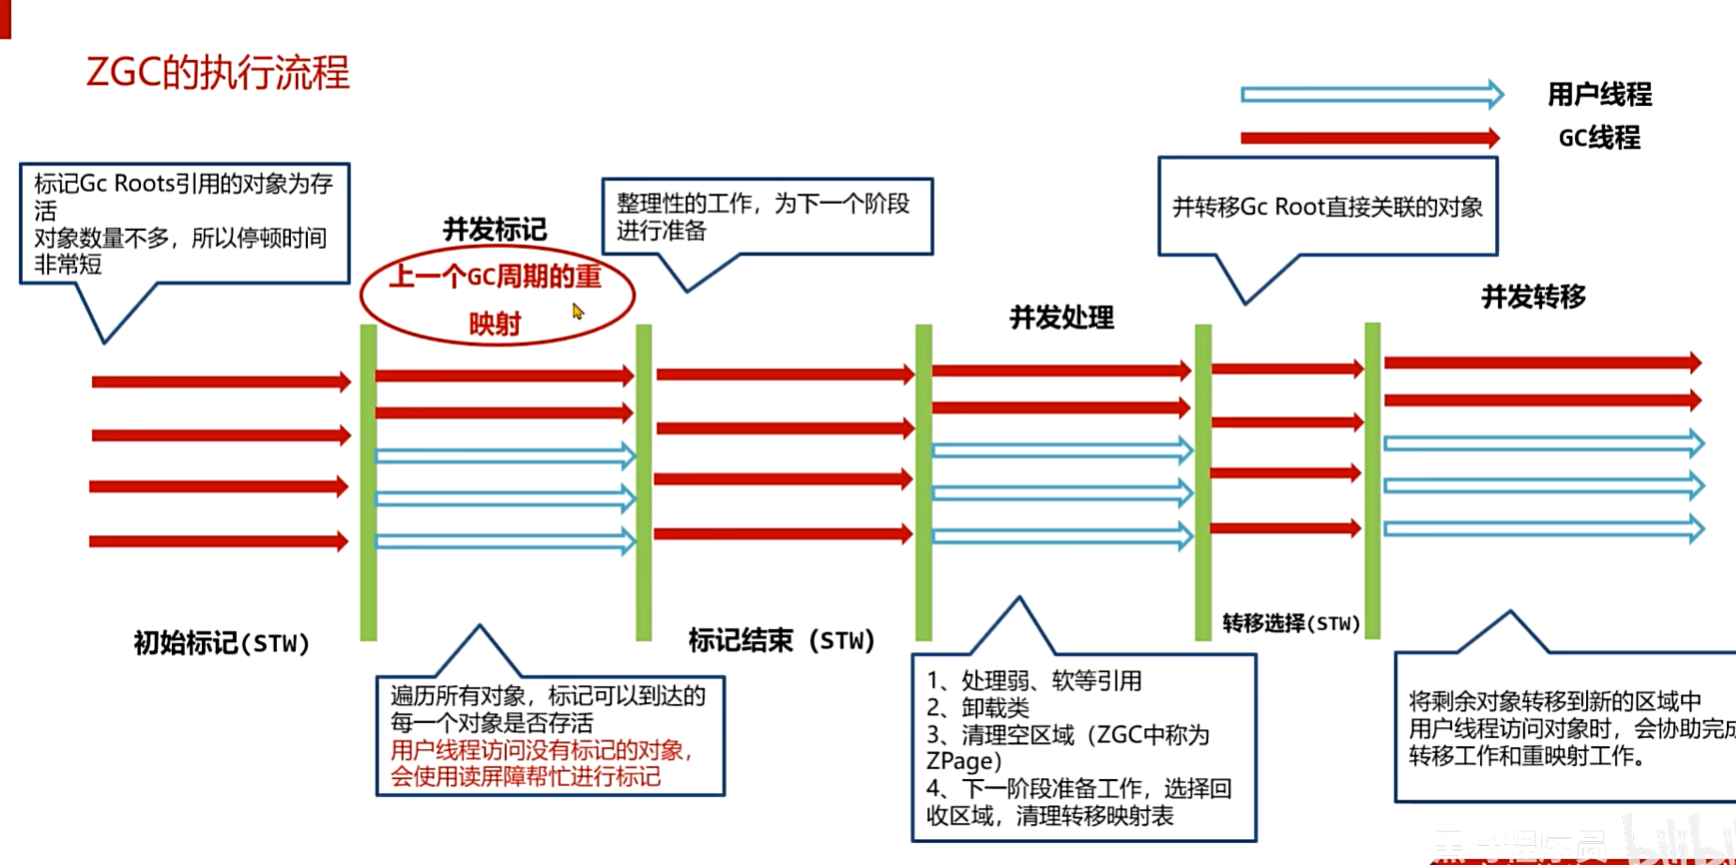 ZGC的执行流程
用户线程
GC线程
标记Gc Roots引用的对象为存
活
对象数量不多，所以停顿时间
非常短
并发标记
上一个GC周期的重
映射
整理性的工作，为下一个阶段
进行准备
并发处理
并转移Gc Root直接关联的对象
并发转移
初始标记(STW)
遍历所有对象，标记可以到达的
每一个对象是否存活
用户线程访问没有标记的对象，
会使用读屏障帮忙进行标记
标记结束（STW）
1、处理弱、软等引用
2、卸载类
3、清理空区域（ZGC中称为
ZPage）
4、下一阶段准备工作，选择回
收区域，清理转移映射表
转移选择(STW)
将剩余对象转移到新的区域中
用户线程访问对象时，会协助完成
转移工作和重映射工作。